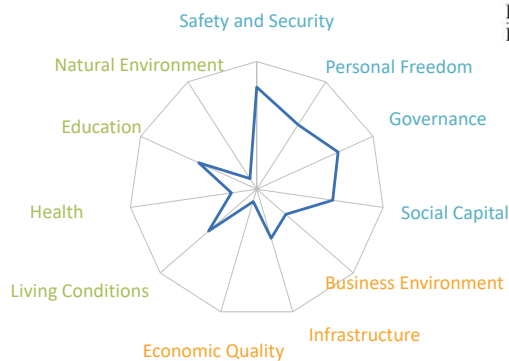 Safety and Security
Natural Environment
Personal Freedom
Education
Governance
Health
Social Capital
Living Conditions
Business Environment
Infrastructure
Economic Quality